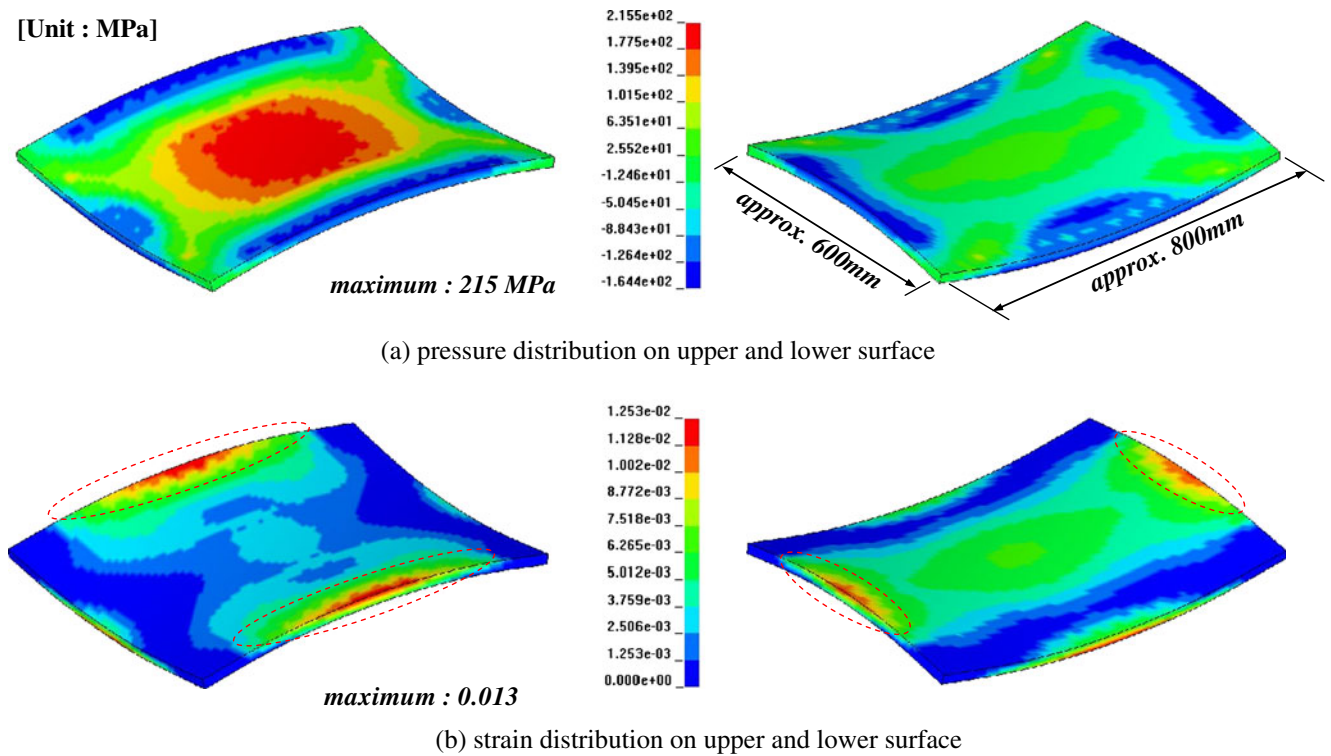 [Unit : MPa]
2.155e+02
1.775e+02
1.395e+02
1.015e+02
6.351e+01
2.552e+01
-1.246e+01
-5.045e+01
-8.843e+01
-1.264e+02
-1.644e+02
maximum : 215 MPa
approx. 600mm
approx. 800mm
(a) pressure distribution on upper and lower surface
1.253e-02
1.128e-02
1.002e-02
8.772e-03
7.518e-03
6.265e-03
5.012e-03
3.759e-03
2.506e-03
1.253e-03
0.000e+00
maximum : 0.013
(b) strain distribution on upper and lower surface